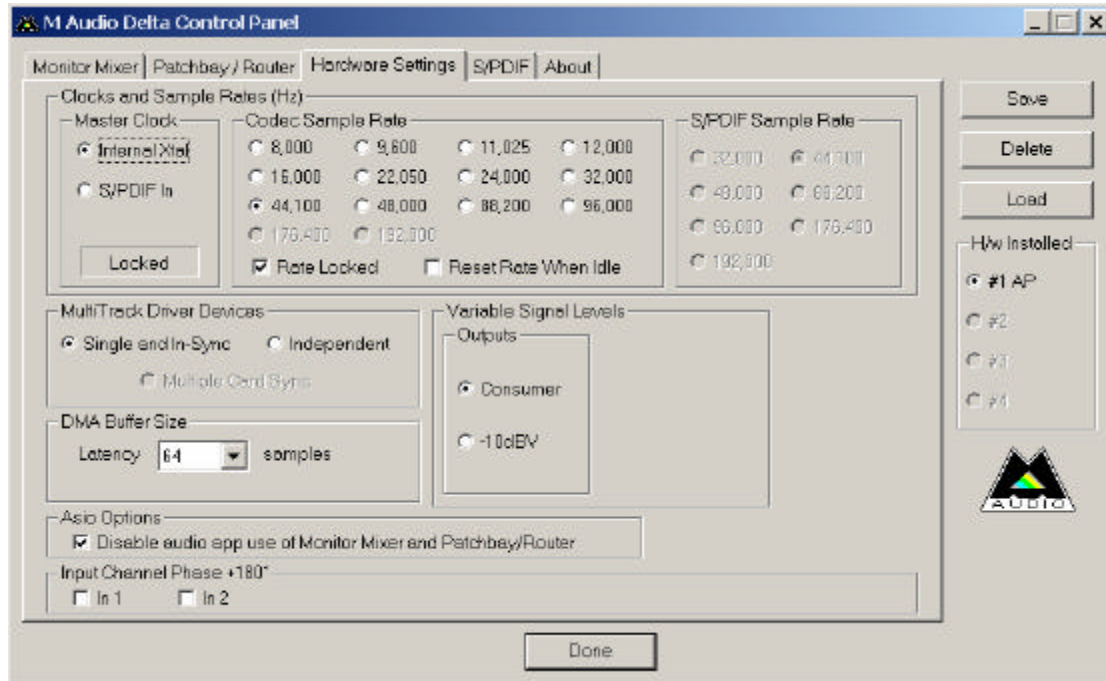 M Audio Delta Control Panel
Monitor Mixer Patchbay / Router Hardware Settings S/PDIF About
Clocks and Sample Rates (Hz)
Master Clock
Internal Xtal
S/PDIF In
Locked
Codec Sample Rate
8,000 9,600 11,025 12,000
16,000 22,050 24,000 32,000
44,100 48,000 88,200 96,000
176,400 192,000
Rate Locked Reset Rate When Idle
S/PDIF Sample Rate
32,000 44,100
48,000 88,200
96,000 176,400
192,000
MultiTrack Driver Devices
Single and In-Sync Independent
Multiple Card Sync
DMA Buffer Size
Latency 64 samples
Variable Signal Levels
Outputs
Consumer
-10dBV
Asio Options
Disable audio app use of Monitor Mixer and Patchbay/Router
Input Channel Phase +180°
In 1 In 2
Save
Delete
Load
H/w Installed
#1 AP
#2
#3
#4
M
AUDIO
Done